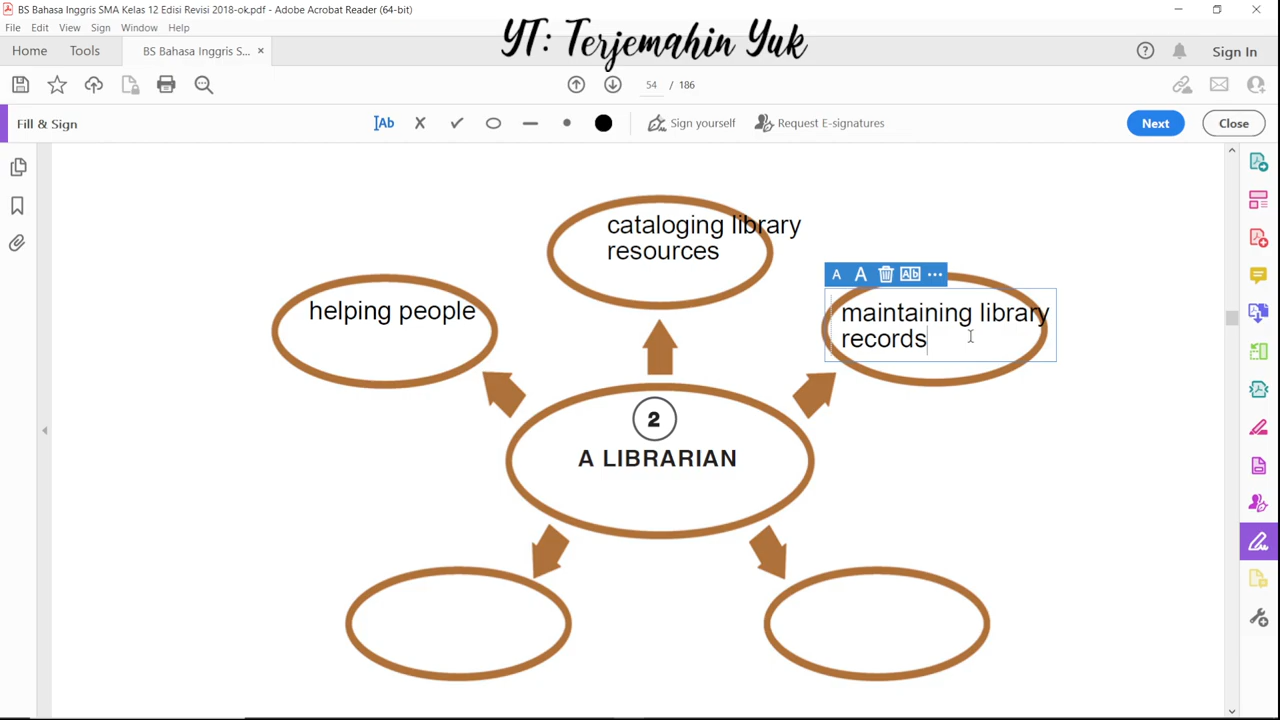 BS Bahasa Inggris SMA Kelas 12 Edisi Revisi 2018-ok.pdf - Adobe Acrobat Reader (64-bit)
File Edit View Sign Window Help
YT: Terjemahin Yuk
Home Tools BS Bahasa Inggris S... × Sign In
54 / 186
Fill & Sign
Ab Sign yourself Request E-signatures Next Close
cataloging library
resources
A A Ab ...
helping people
maintaining library
records
2
A LIBRARIAN